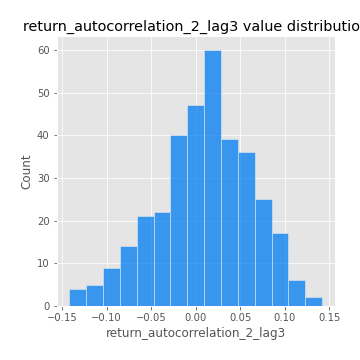 return_autocorrelation_2_lag3 value distributio
60
50
40
30
20
10
0
Count
−0.15 −0.10 −0.05 0.00 0.05 0.10 0.15
return_autocorrelation_2_lag3